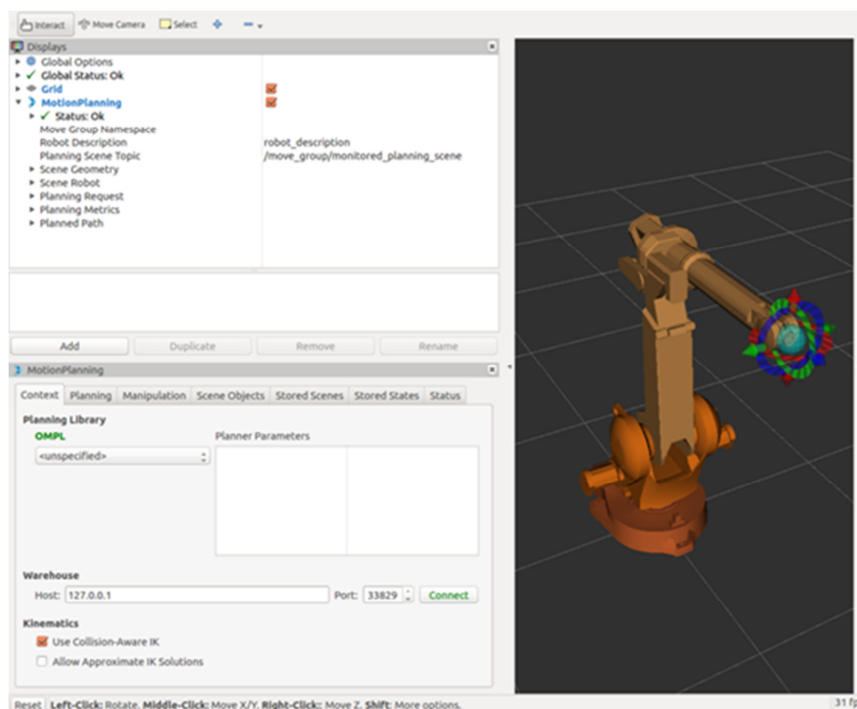 Interact Move Camera Select
Displays
Global Options
Global Status: Ok
Grid
MotionPlanning
Status: Ok
Move Group Namespace
Robot Description robot_description
Planning Scene Topic /move_group/monitored_planning_scene
Scene Geometry
Scene Robot
Planning Request
Planning Metrics
Planned Path
Add Duplicate Remove Rename
MotionPlanning
Context Planning Manipulation Scene Objects Stored Scenes Stored States Status
Planning Library
OMPL Planner Parameters
<unspecified>
Warehouse
Host: 127.0.0.1 Port: 33829 Connect
Kinematics
Use Collision-Aware IK
Allow Approximate IK Solutions
Reset Left-Click: Rotate. Middle-Click: Move X/Y. Right-Click:: Move Z. Shift: More options. 31 fp